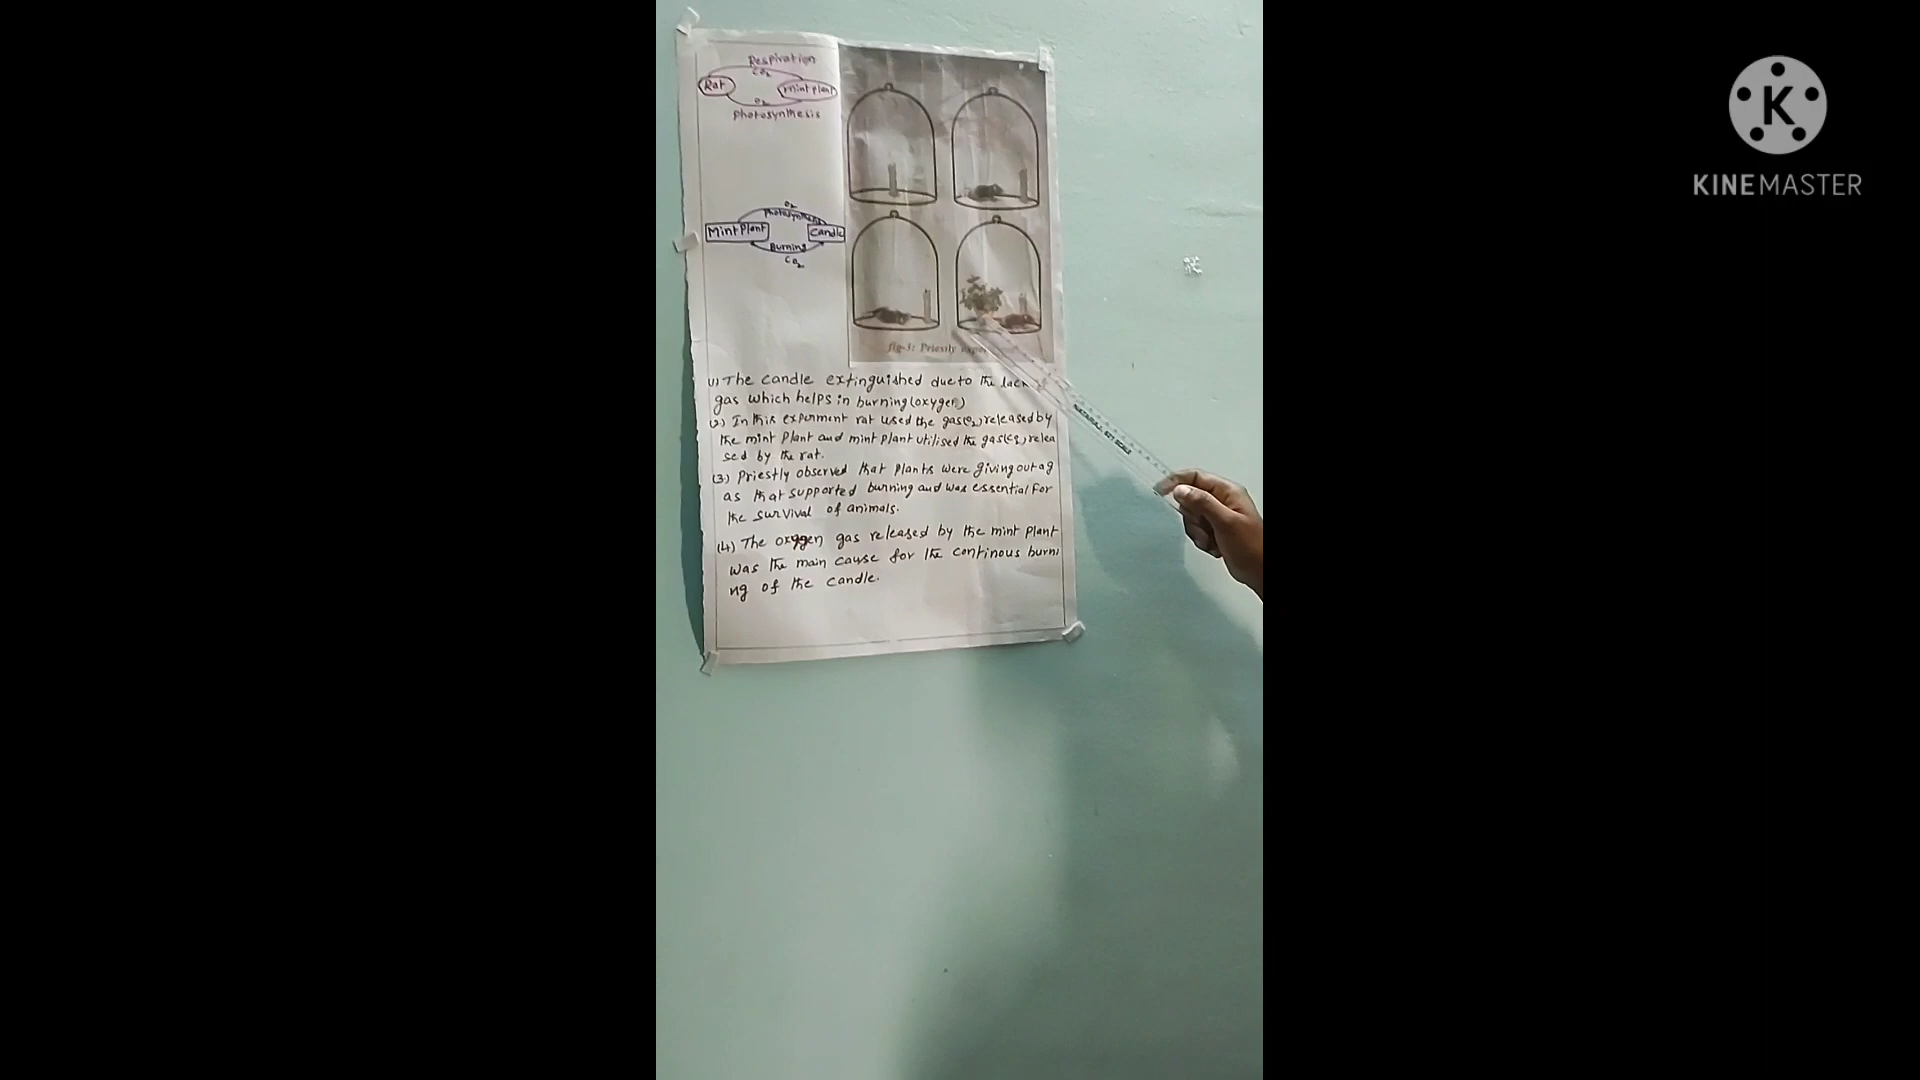 Respiration
CO2
Rat
Mint plant
O2
photosynthesis
O2
photosynthesis
Mint Plant
Candle
Burning
CO2
fig-3: Priestly
(1) The candle extinguished due to the lack
gas which helps in burning (oxygen)
(2) In this experment rat used the gas(O2) released by
the mint plant and mint plant utilised the gas(CO2) relea
sed by the rat.
(3) Priestly observed that plants were giving out a g
as that supported burning and was essential for
the survival of animals.
(4) The oxygen gas released by the mint plant
was the main cause for the continous burni
ng of the candle.
K
KINEMASTER